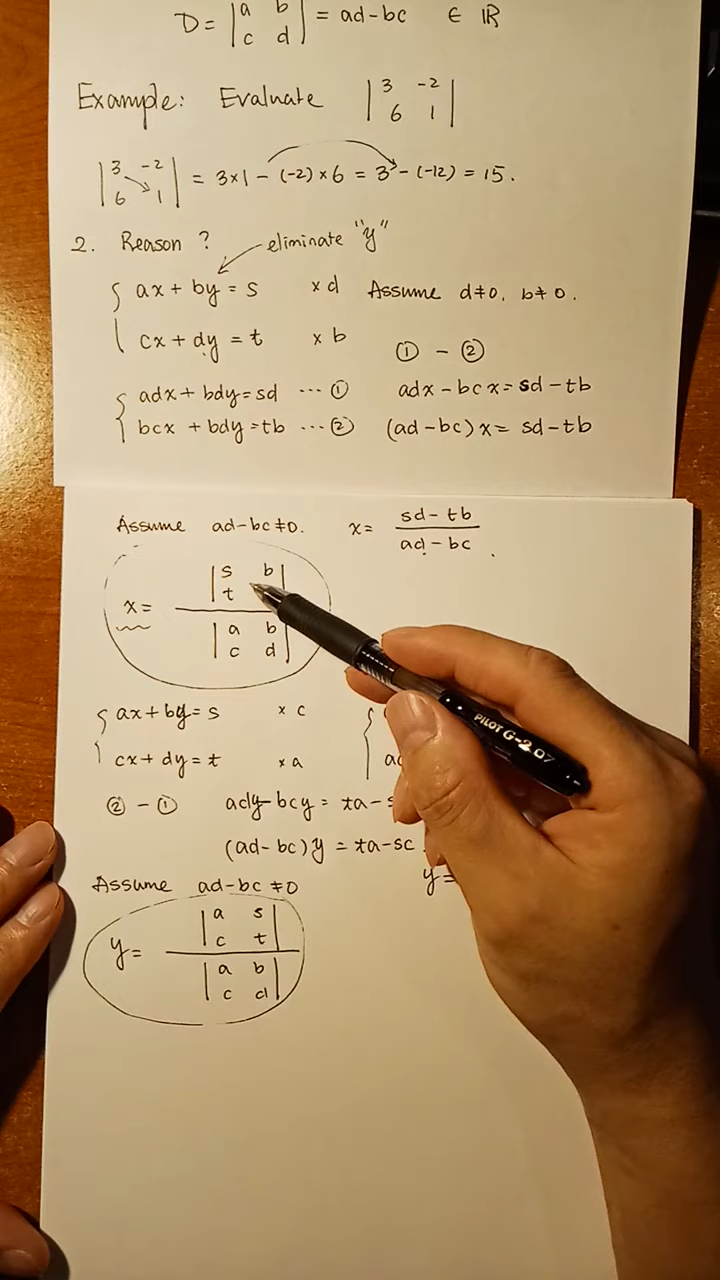 D = | a b ; c d | = ad-bc ∈ ℝ
Example: Evaluate | 3 -2 ; 6 1 |
| 3 -2 ; 6 1 | = 3×1 - (-2)×6 = 3 - (-12) = 15.
2. Reason ? eliminate "y"
{ ax + by = s ×d Assume d≠0, b≠0.
cx + dy = t ×b
① - ②
{ adx + bdy = sd ... ① adx - bcx = sd - tb
bcx + bdy = tb ... ② (ad-bc)x = sd - tb
Assume ad-bc ≠0. x = (sd - tb)/(ad - bc).
x = | s b ; t | / | a b ; c d |
{ ax + by = s × c {
cx + dy = t × a
② - ① ady - bcy = ta -
(ad-bc)y = ta - sc
Assume ad-bc ≠0 y =
y = | a s ; c t | / | a b ; c d |
PILOT G-2 07